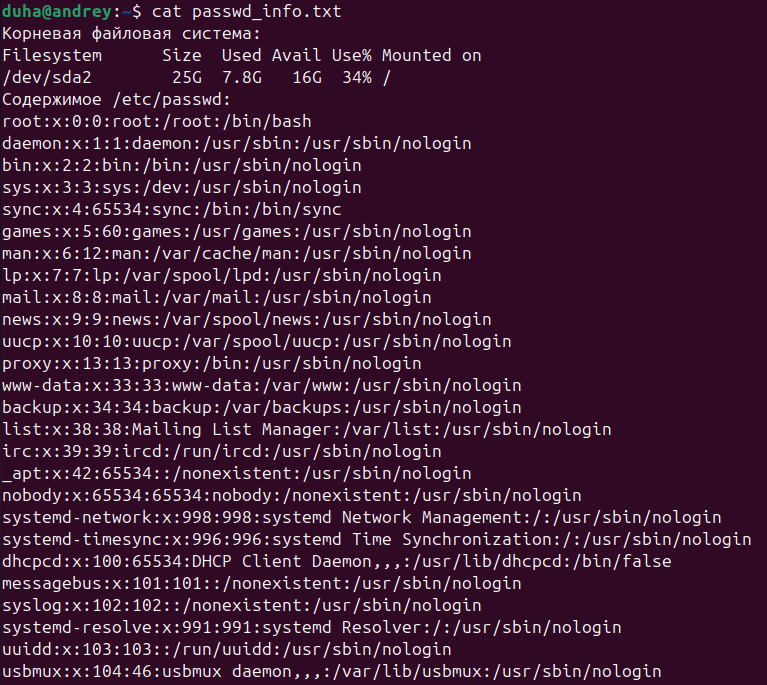 duha@andrey:~$ cat passwd_info.txt
Корневая файловая система:
Filesystem      Size  Used Avail Use% Mounted on
/dev/sda2        25G  7.8G   16G  34% /
Содержимое /etc/passwd:
root:x:0:0:root:/root:/bin/bash
daemon:x:1:1:daemon:/usr/sbin:/usr/sbin/nologin
bin:x:2:2:bin:/bin:/usr/sbin/nologin
sys:x:3:3:sys:/dev:/usr/sbin/nologin
sync:x:4:65534:sync:/bin:/bin/sync
games:x:5:60:games:/usr/games:/usr/sbin/nologin
man:x:6:12:man:/var/cache/man:/usr/sbin/nologin
lp:x:7:7:lp:/var/spool/lpd:/usr/sbin/nologin
mail:x:8:8:mail:/var/mail:/usr/sbin/nologin
news:x:9:9:news:/var/spool/news:/usr/sbin/nologin
uucp:x:10:10:uucp:/var/spool/uucp:/usr/sbin/nologin
proxy:x:13:13:proxy:/bin:/usr/sbin/nologin
www-data:x:33:33:www-data:/var/www:/usr/sbin/nologin
backup:x:34:34:backup:/var/backups:/usr/sbin/nologin
list:x:38:38:Mailing List Manager:/var/list:/usr/sbin/nologin
irc:x:39:39:ircd:/run/ircd:/usr/sbin/nologin
_apt:x:42:65534::/nonexistent:/usr/sbin/nologin
nobody:x:65534:65534:nobody:/nonexistent:/usr/sbin/nologin
systemd-network:x:998:998:systemd Network Management:/:/usr/sbin/nologin
systemd-timesync:x:996:996:systemd Time Synchronization:/:/usr/sbin/nologin
dhcpcd:x:100:65534:DHCP Client Daemon,,,:/usr/lib/dhcpcd:/bin/false
messagebus:x:101:101::/nonexistent:/usr/sbin/nologin
syslog:x:102:102::/nonexistent:/usr/sbin/nologin
systemd-resolve:x:991:991:systemd Resolver:/:/usr/sbin/nologin
uuidd:x:103:103::/run/uuidd:/usr/sbin/nologin
usbmux:x:104:46:usbmux daemon,,,:/var/lib/usbmux:/usr/sbin/nologin